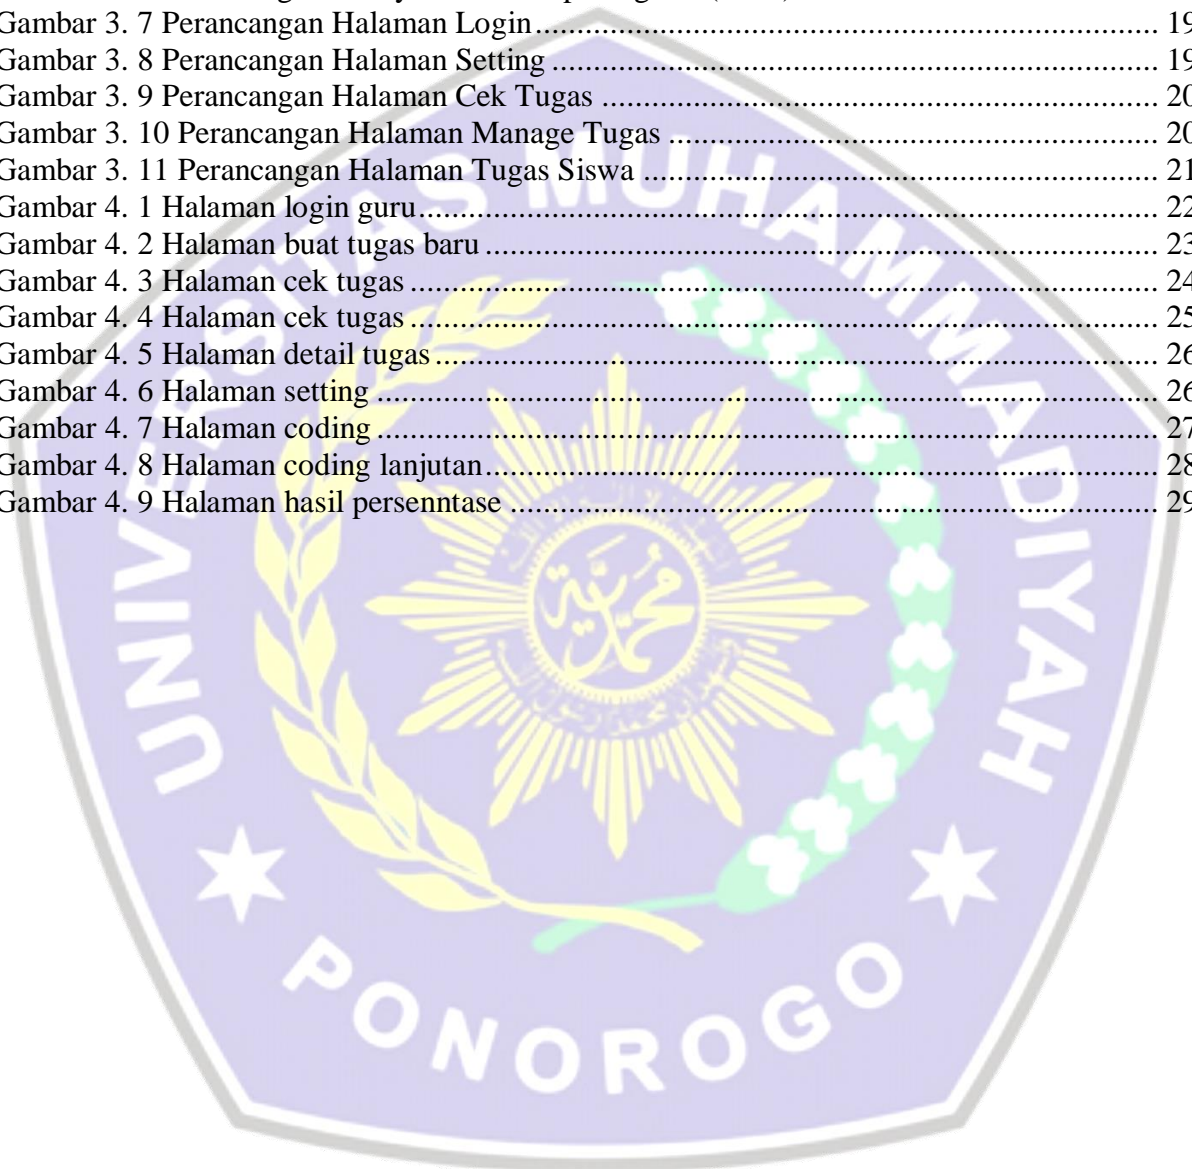 Gambar 3. 7 Perancangan Halaman Login.......................................................................... 19
Gambar 3. 8 Perancangan Halaman Setting ........................................................................ 19
Gambar 3. 9 Perancangan Halaman Cek Tugas .................................................................. 20
Gambar 3. 10 Perancangan Halaman Manage Tugas .......................................................... 20
Gambar 3. 11 Perancangan Halaman Tugas Siswa ............................................................. 21
Gambar 4. 1 Halaman login guru........................................................................................ 22
Gambar 4. 2 Halaman buat tugas baru ................................................................................ 23
Gambar 4. 3 Halaman cek tugas ......................................................................................... 24
Gambar 4. 4 Halaman cek tugas ......................................................................................... 25
Gambar 4. 5 Halaman detail tugas ...................................................................................... 26
Gambar 4. 6 Halaman setting ............................................................................................. 26
Gambar 4. 7 Halaman coding ............................................................................................. 27
Gambar 4. 8 Halaman coding lanjutan................................................................................ 28
Gambar 4. 9 Halaman hasil persenntase ............................................................................. 29
UNIVERSITAS MUHAMMADIYAH
PONOROGO
محمدية